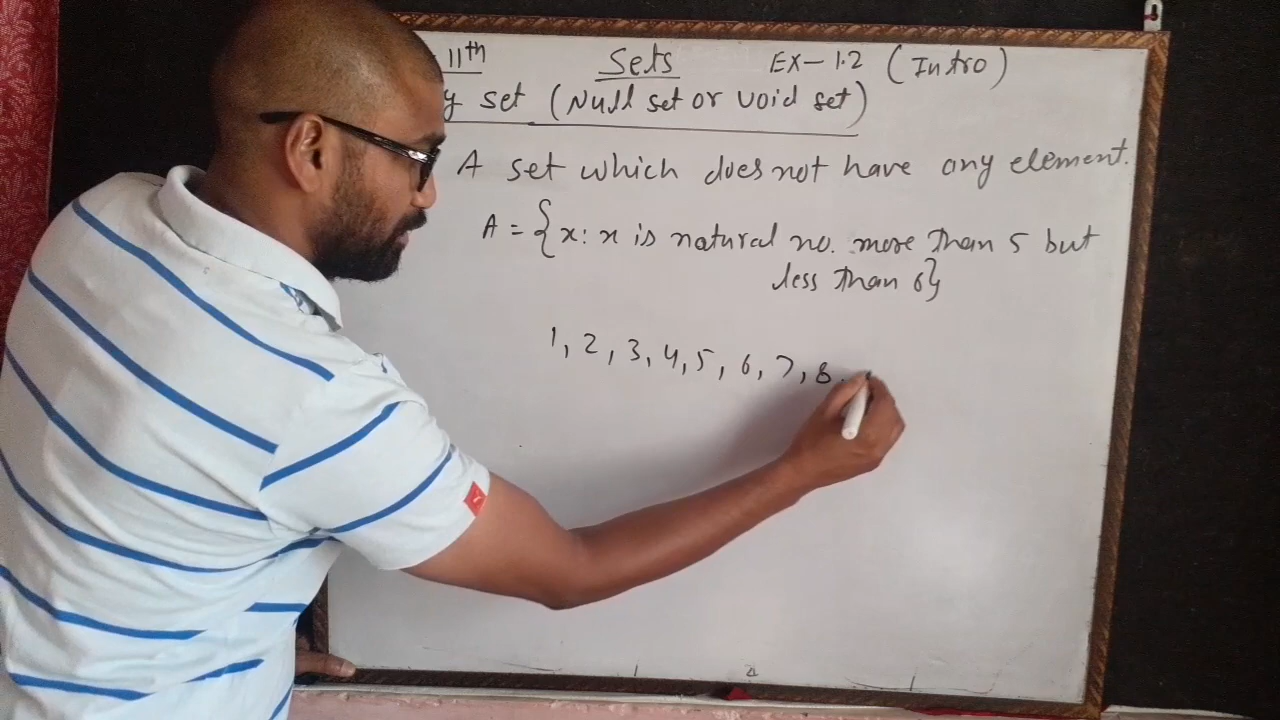 11th Sets EX-1.2 (Intro)
y set (Null set or void set)
A set which does not have any element.
A = {x: x is natural no. more than 5 but
less than 6}
1, 2, 3, 4, 5, 6, 7, 8..